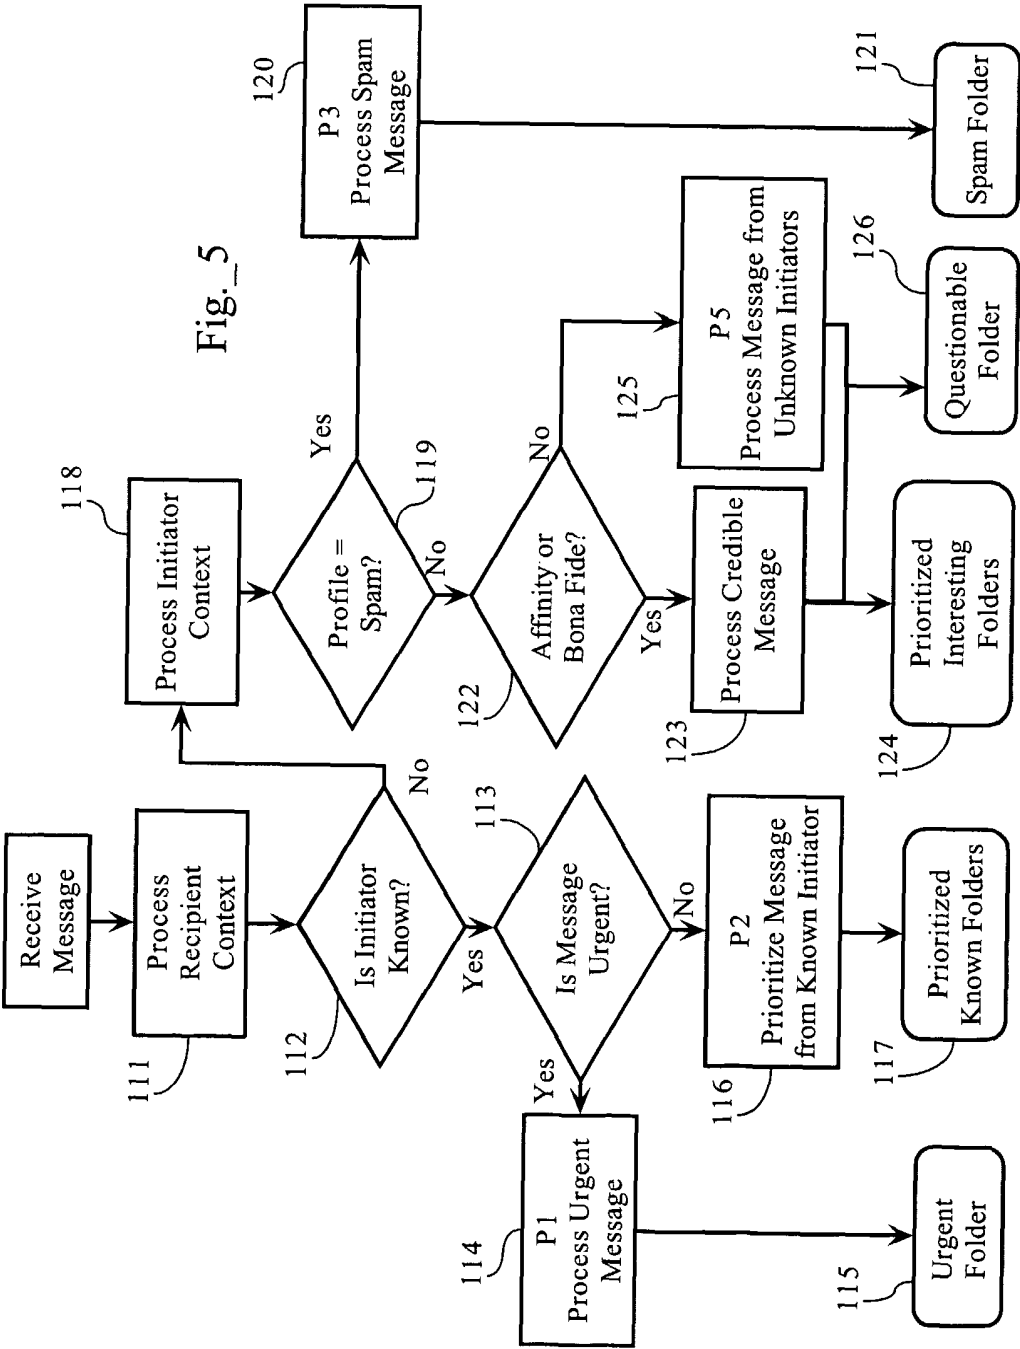 Fig._5
Receive
Message
Process
Recipient
Context
111
Is Initiator
Known?
112
No
Yes
Is Message
Urgent?
113
Yes
No
P1
Process Urgent
Message
114
Urgent
Folder
115
P2
Prioritize Message
from Known Initiator
116
Prioritized
Known Folders
117
Process Initiator
Context
118
Profile =
Spam?
119
Yes
No
P3
Process Spam
Message
120
Spam Folder
121
Affinity or
Bona Fide?
122
No
Yes
Process Credible
Message
123
Prioritized
Interesting
Folders
124
P5
Process Message from
Unknown Initiators
125
Questionable
Folder
126